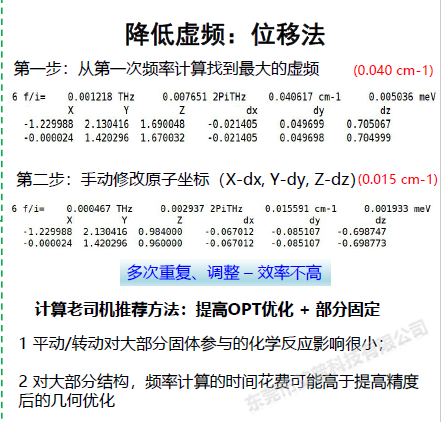 降低虚频：位移法
第一步：从第一次频率计算找到最大的虚频 (0.040 cm-1)
6 f/i= 0.001218 THz 0.007651 2PiTHz 0.040617 cm-1 0.005036 meV
X Y Z dx dy dz
-1.229988 2.130416 1.690048 -0.021405 0.049699 0.705067
-0.000024 1.420296 1.670032 -0.021405 0.049698 0.704999
第二步：手动修改原子坐标（X-dx, Y-dy, Z-dz）(0.015 cm-1)
6 f/i= 0.000467 THz 0.002937 2PiTHz 0.015591 cm-1 0.001933 meV
X Y Z dx dy dz
-1.229988 2.130416 0.984000 -0.067012 -0.085107 -0.698747
-0.000024 1.420296 0.960000 -0.067012 -0.085107 -0.698773
多次重复、调整 – 效率不高
计算老司机推荐方法：提高OPT优化 + 部分固定
1 平动/转动对大部分固体参与的化学反应影响很小；
2 对大部分结构，频率计算的时间花费可能高于提高精度
后的几何优化